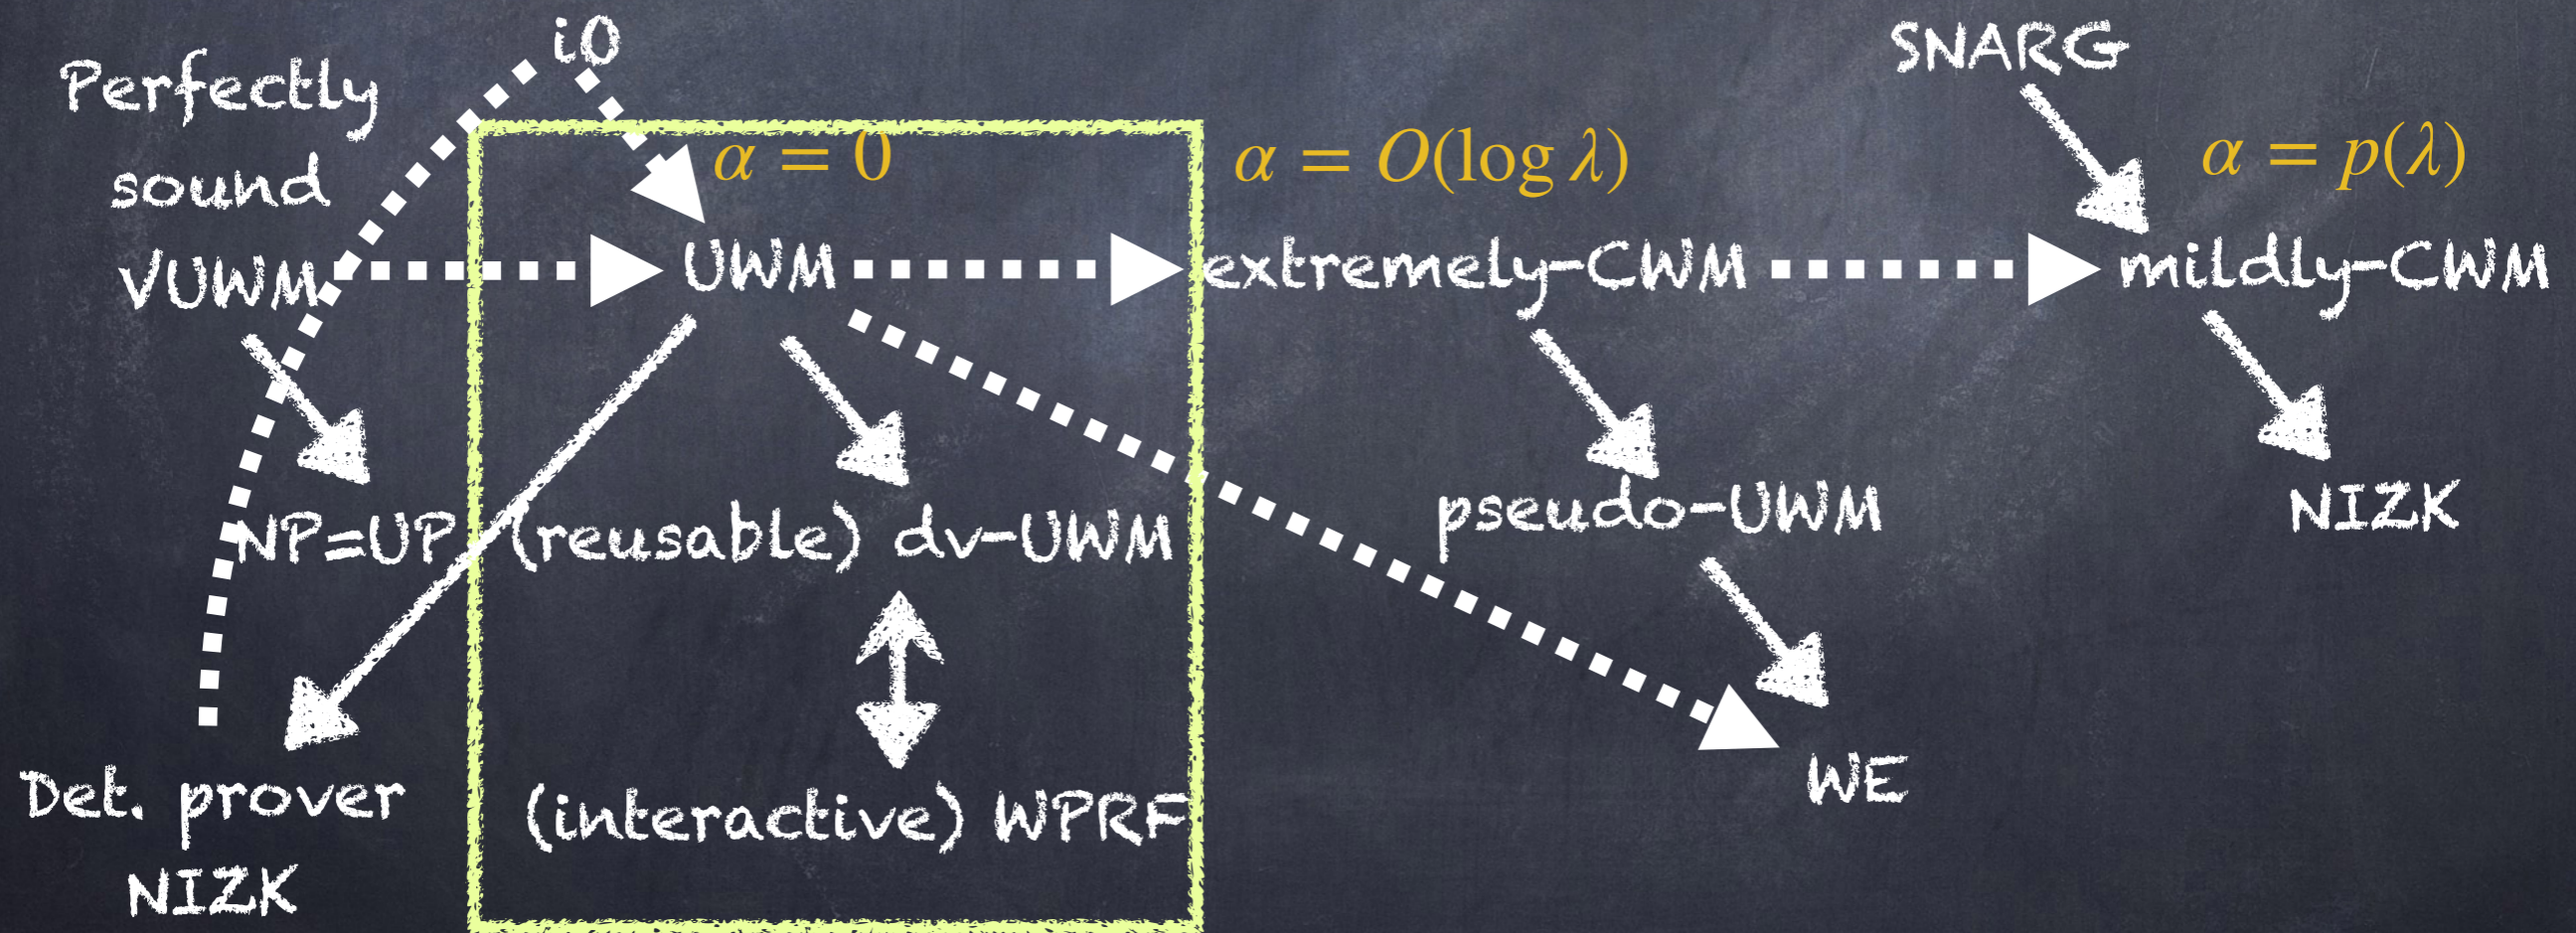 iO
SNARG
Perfectly
sound
VUWM
α = 0
α = O(log λ)
α = p(λ)
UWM
extremely-CWM
mildly-CWM
NP=UP
(reusable) dv-UWM
pseudo-UWM
NIZK
Det. prover
NIZK
(interactive) WPRF
WE